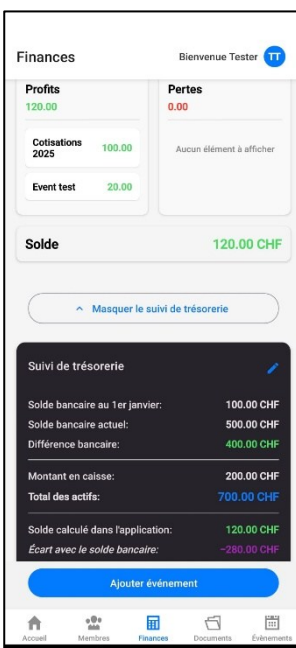 Finances
Bienvenue Tester TT
Profits
120.00
Cotisations 2025 100.00
Event test 20.00
Pertes
0.00
Aucun élément à afficher
Solde 120.00 CHF
Masquer le suivi de trésorerie
Suivi de trésorerie
Solde bancaire au 1er janvier: 100.00 CHF
Solde bancaire actuel: 500.00 CHF
Différence bancaire: 400.00 CHF
Montant en caisse: 200.00 CHF
Total des actifs: 700.00 CHF
Solde calculé dans l'application: 120.00 CHF
Écart avec le solde bancaire: -280.00 CHF
Ajouter événement
Accueil Membres Finances Documents Évènements